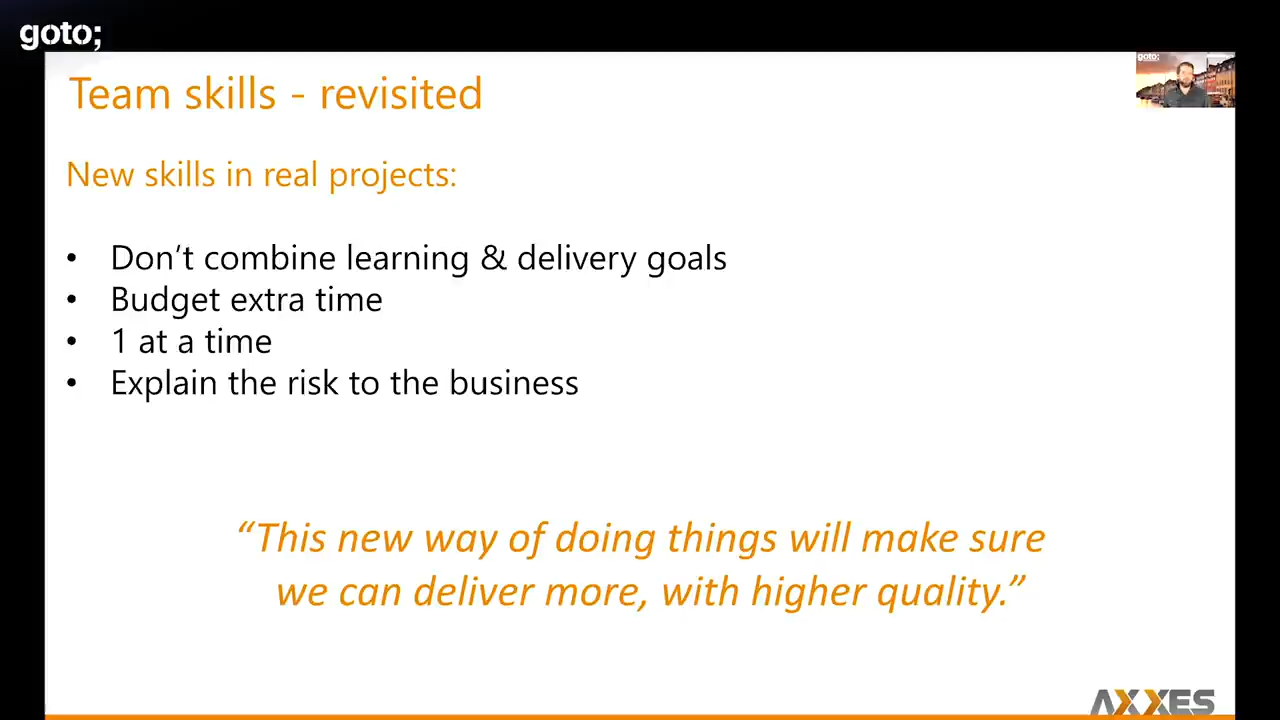 goto;
Team skills - revisited
goto;
New skills in real projects:
• Don't combine learning & delivery goals
• Budget extra time
• 1 at a time
• Explain the risk to the business
“This new way of doing things will make sure
we can deliver more, with higher quality.”
AXXES